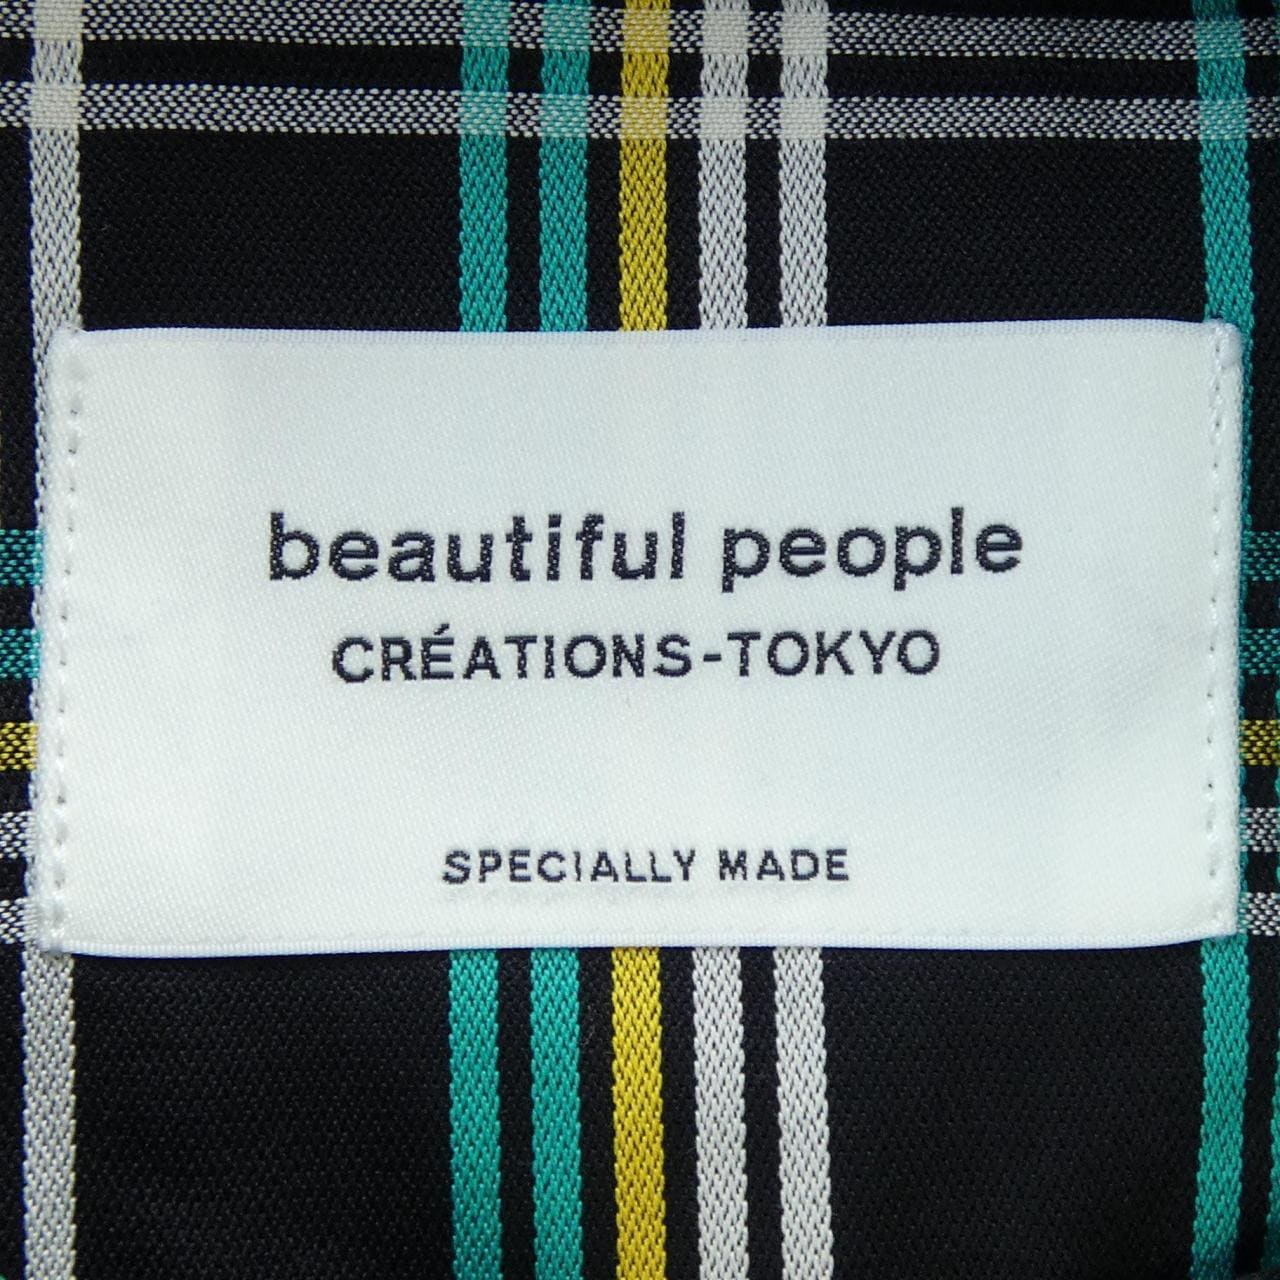 beautiful people
CRÉATIONS-TOKYO
SPECIALLY MADE